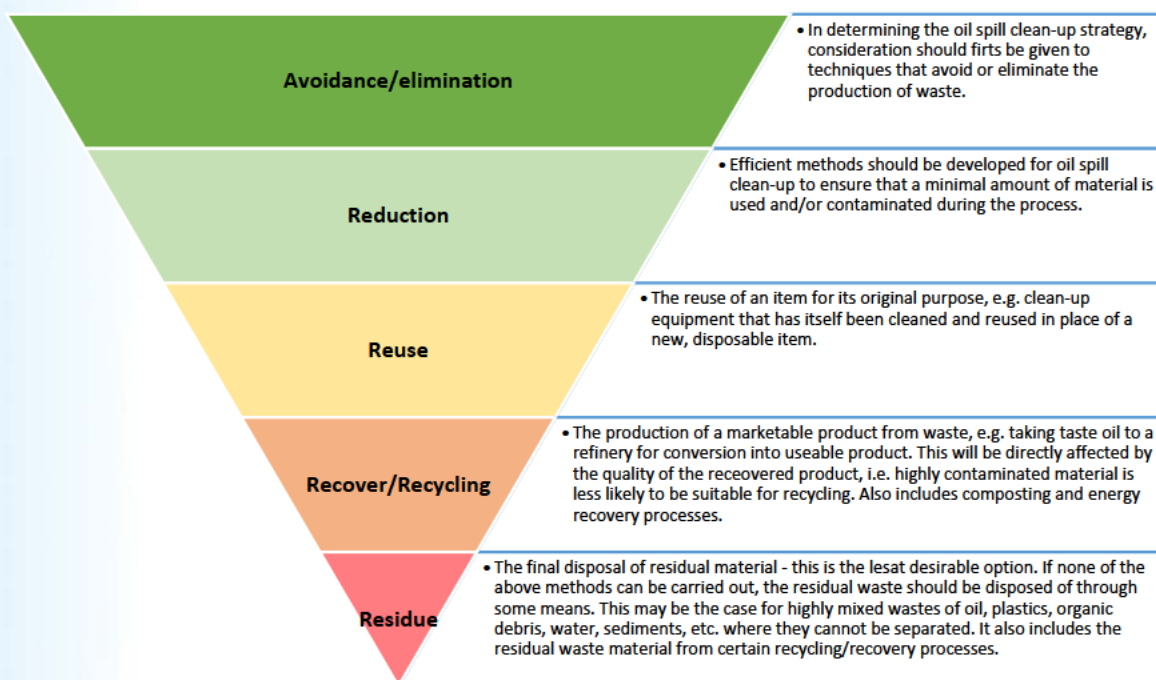 Avoidance/elimination
• In determining the oil spill clean-up strategy,
consideration should firts be given to
techniques that avoid or eliminate the
production of waste.
Reduction
• Efficient methods should be developed for oil spill
clean-up to ensure that a minimal amount of material is
used and/or contaminated during the process.
Reuse
• The reuse of an item for its original purpose, e.g. clean-up
equipment that has itself been cleaned and reused in place of a
new, disposable item.
Recover/Recycling
• The production of a marketable product from waste, e.g. taking taste oil to a
refinery for conversion into useable product. This will be directly affected by
the quality of the receovered product, i.e. highly contaminated material is
less likely to be suitable for recycling. Also includes composting and energy
recovery processes.
Residue
• The final disposal of residual material - this is the lesat desirable option. If none of the
above methods can be carried out, the residual waste should be disposed of through
some means. This may be the case for highly mixed wastes of oil, plastics, organic
debris, water, sediments, etc. where they cannot be separated. It also includes the
residual waste material from certain recycling/recovery processes.